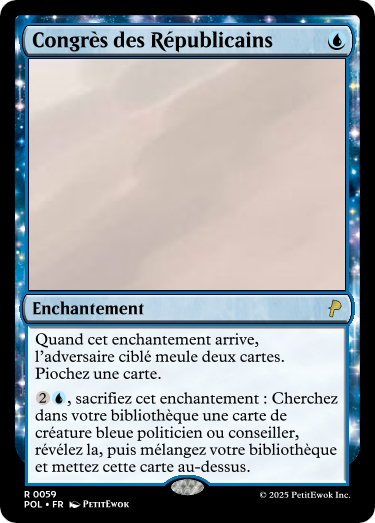 Congrès des Républicains
Enchantement
Quand cet enchantement arrive,
l'adversaire ciblé meule deux cartes.
Piochez une carte.
2, sacrifiez cet enchantement : Cherchez
dans votre bibliothèque une carte de
créature bleue politicien ou conseiller,
révélez la, puis mélangez votre bibliothèque
et mettez cette carte au-dessus.
R 0059
POL • FR PetitEwok
© 2025 PetitEwok Inc.